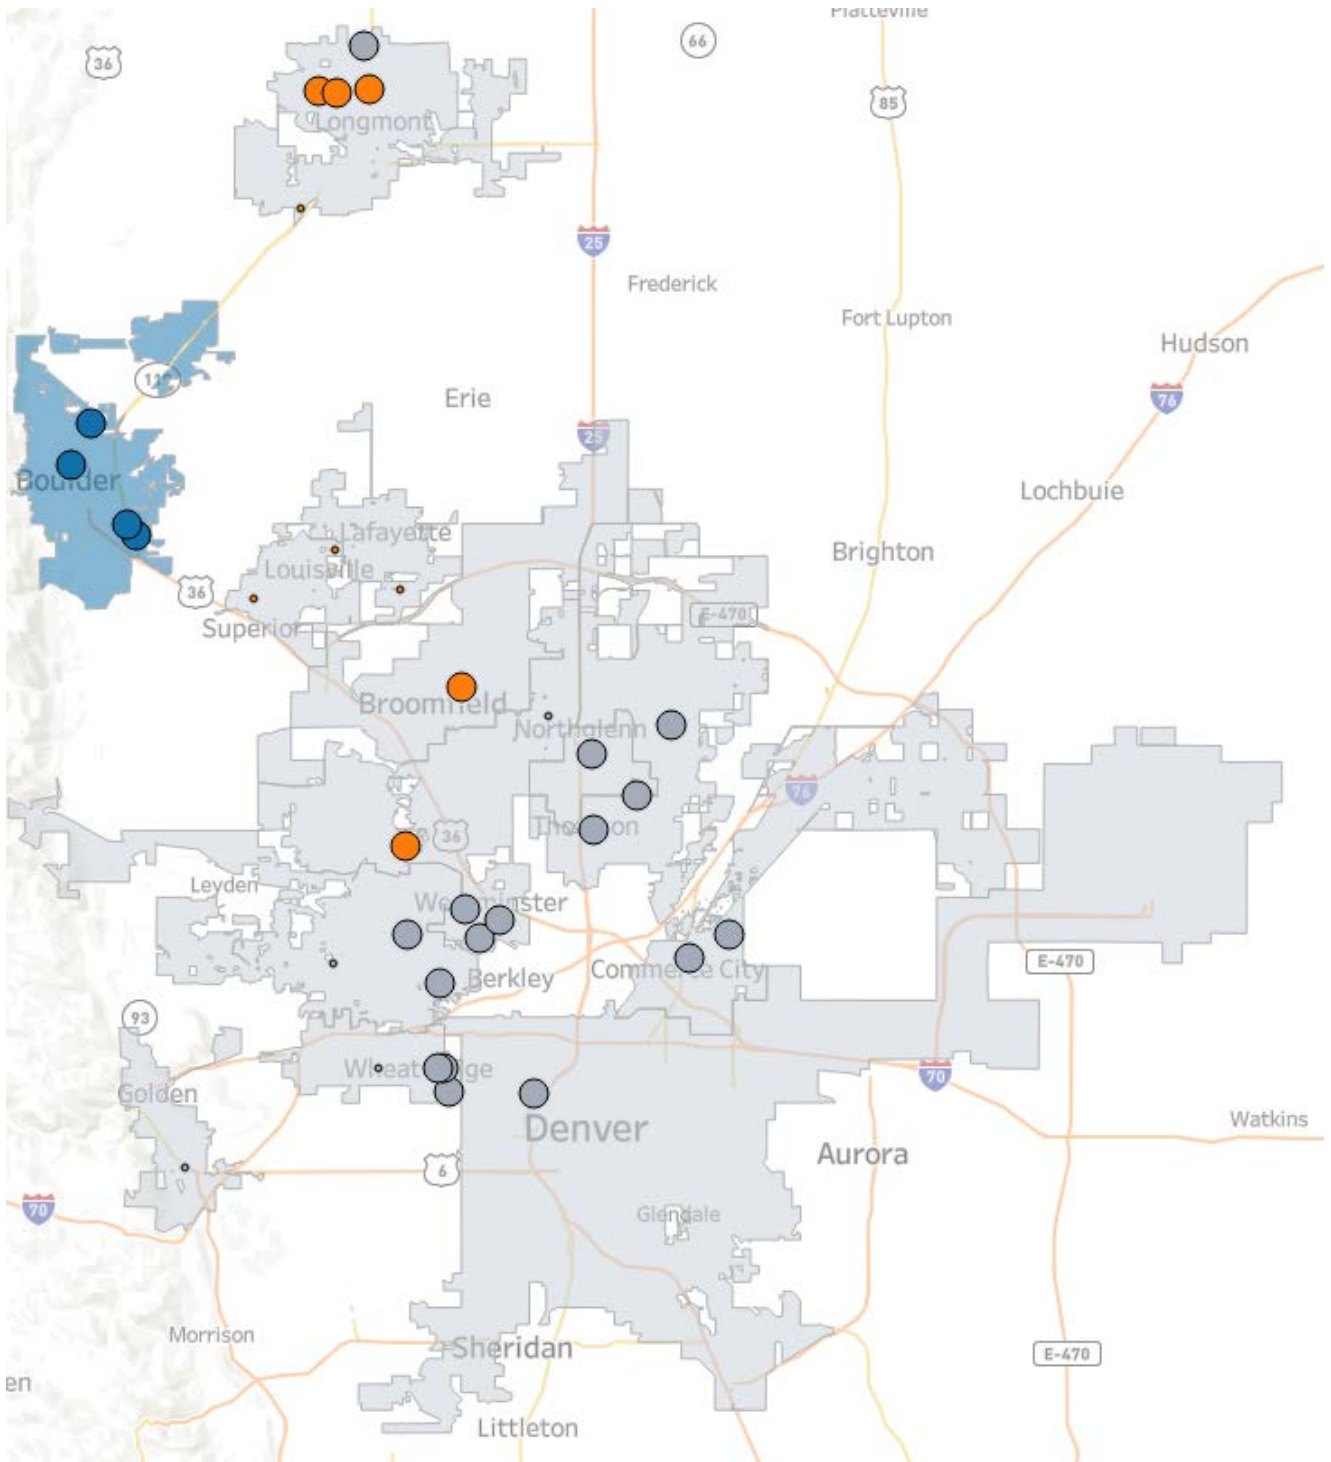 Platteville
36
66
85
Longmont
25
Frederick
Fort Lupton
Hudson
119
76
Erie
25
Boulder
Lochbuie
Lafayette
Brighton
Louisville
36
E-470
Superior
Broomfield
Northglenn
76
Thornton
36
Leyden
Westminster
Commerce City
E-470
Berkley
93
Wheat Ridge
70
Golden
Denver
Watkins
Aurora
6
70
Glendale
Morrison
Sheridan
E-470
en
Littleton